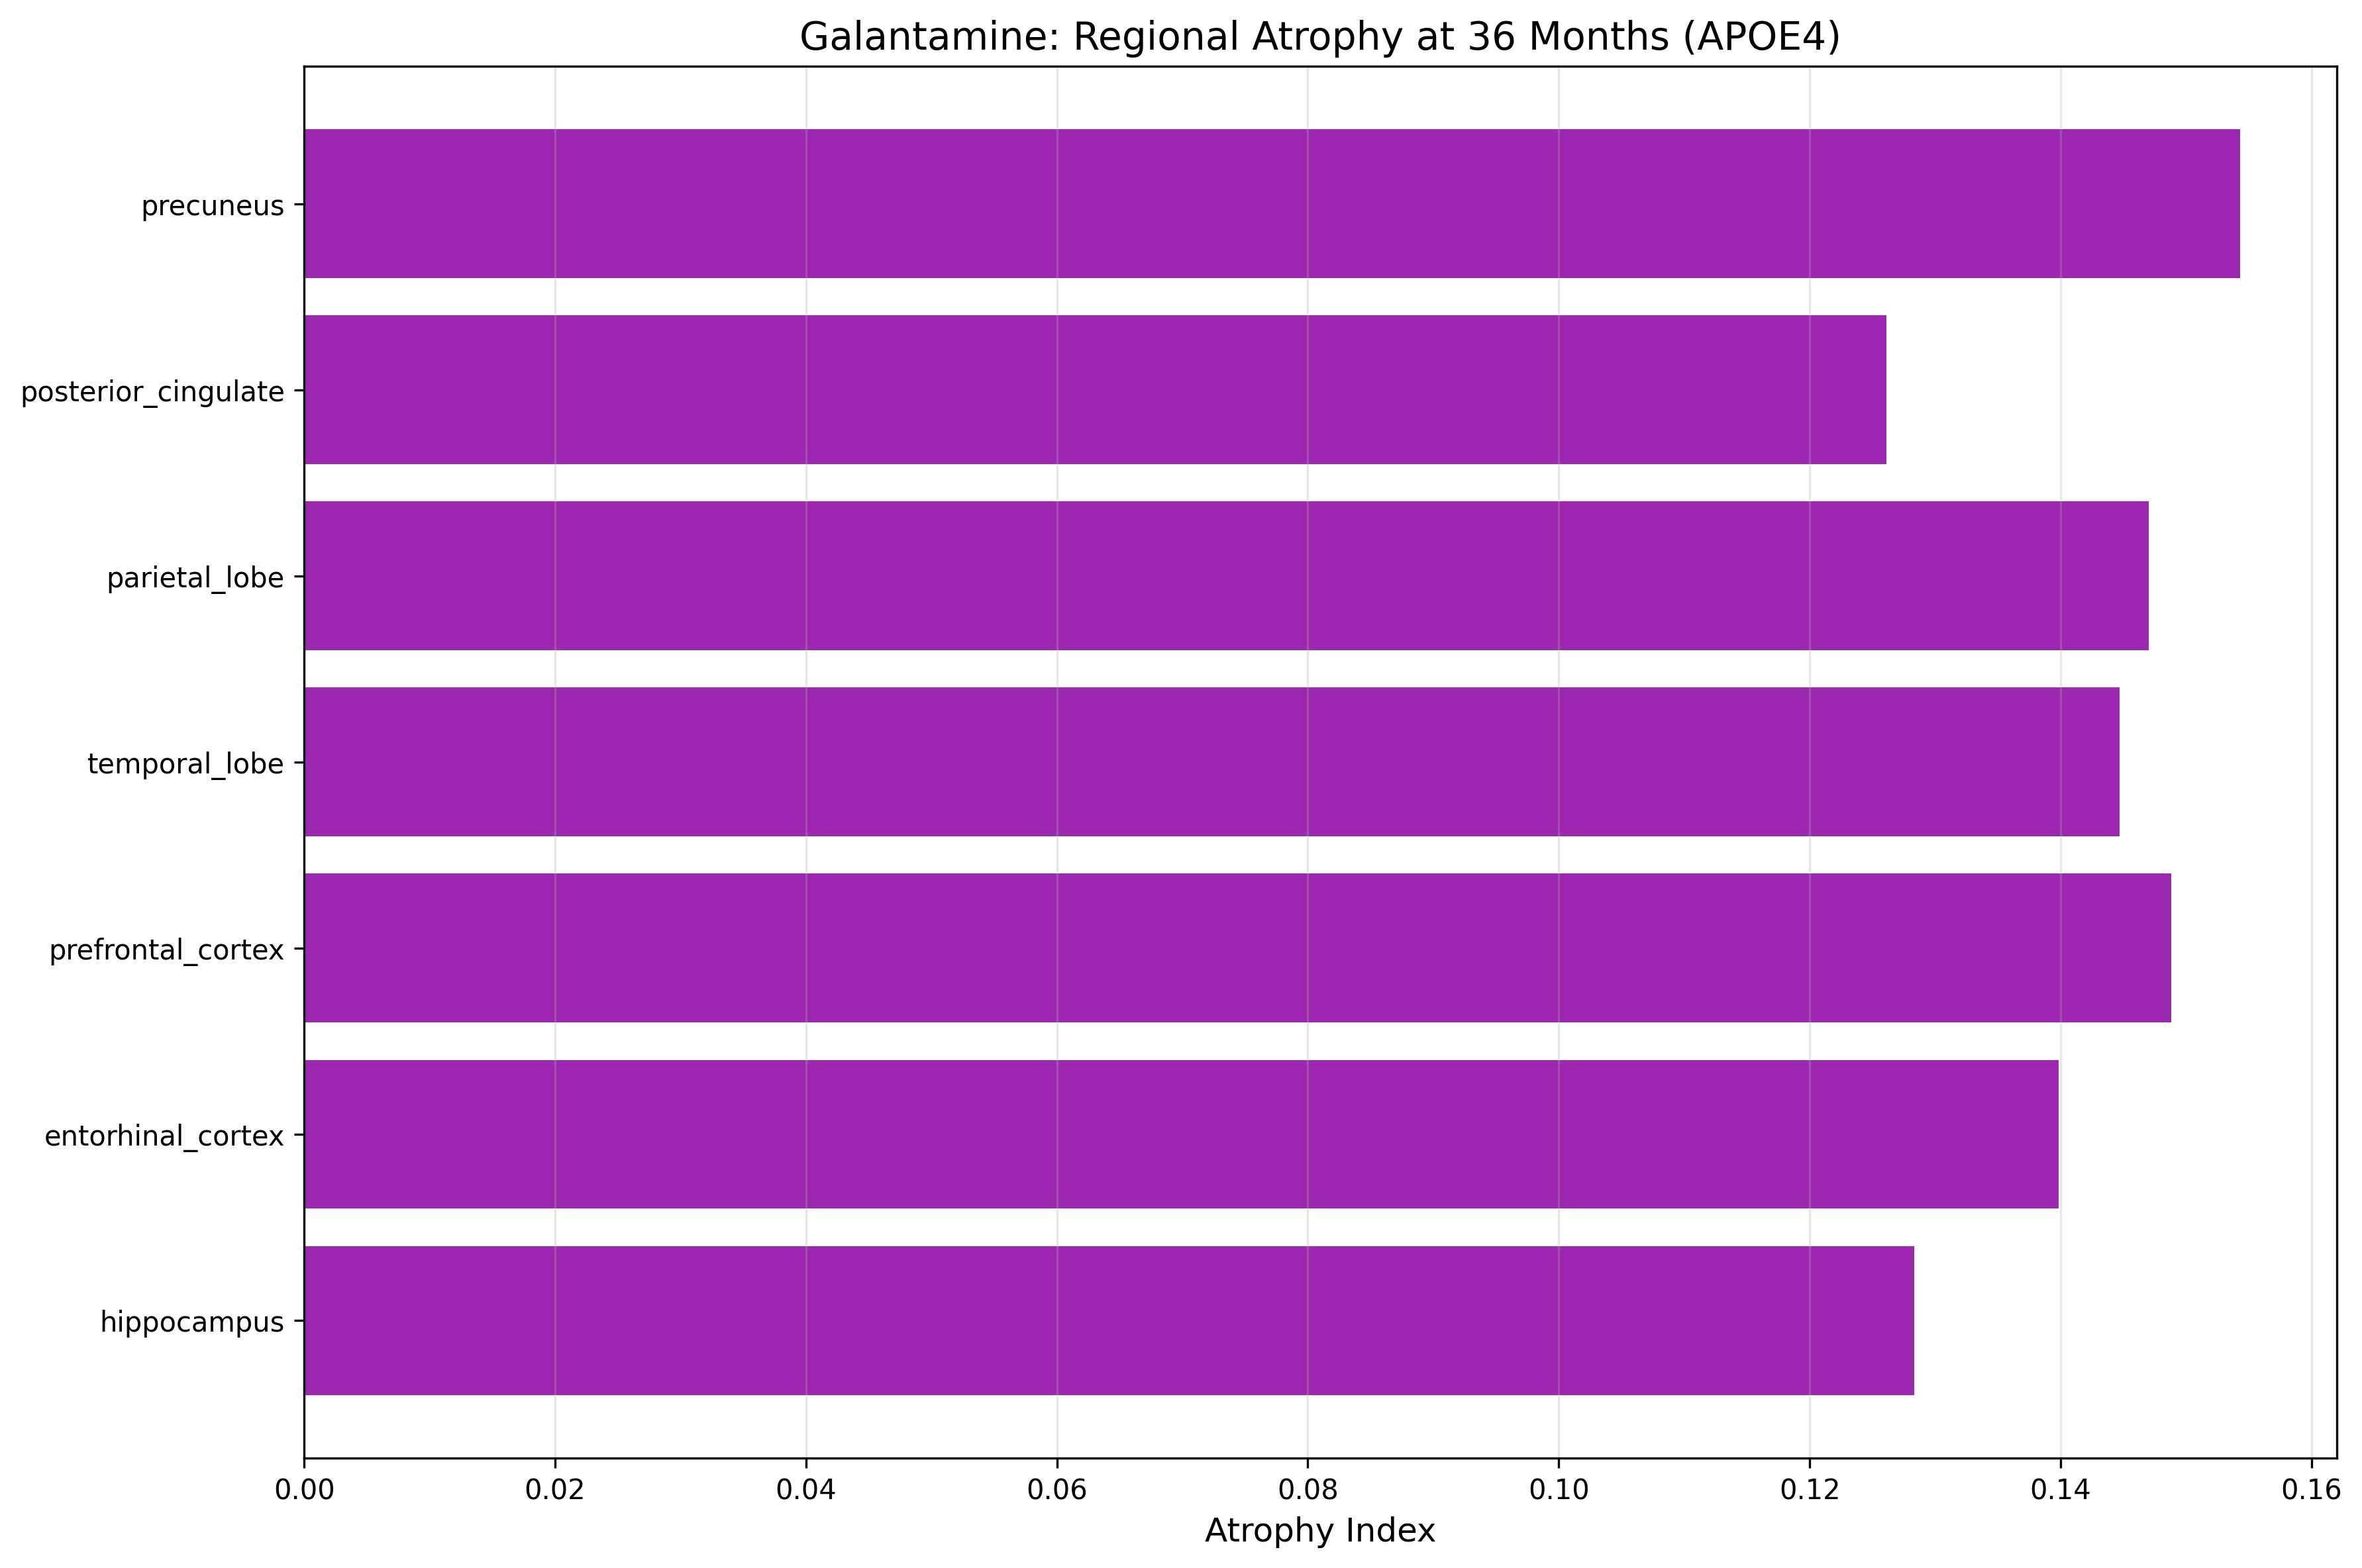 Galantamine: Regional Atrophy at 36 Months (APOE4)
precuneus
posterior_cingulate
parietal_lobe
temporal_lobe
prefrontal_cortex
entorhinal_cortex
hippocampus
0.00 0.02 0.04 0.06 0.08 0.10 0.12 0.14 0.16
Atrophy Index